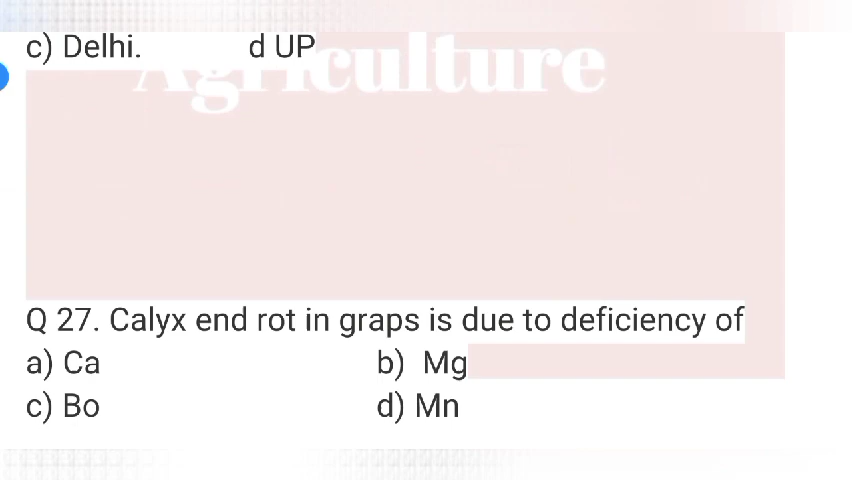 c) Delhi. d UP
Agriculture
Q 27. Calyx end rot in graps is due to deficiency of
a) Ca b) Mg
c) Bo d) Mn